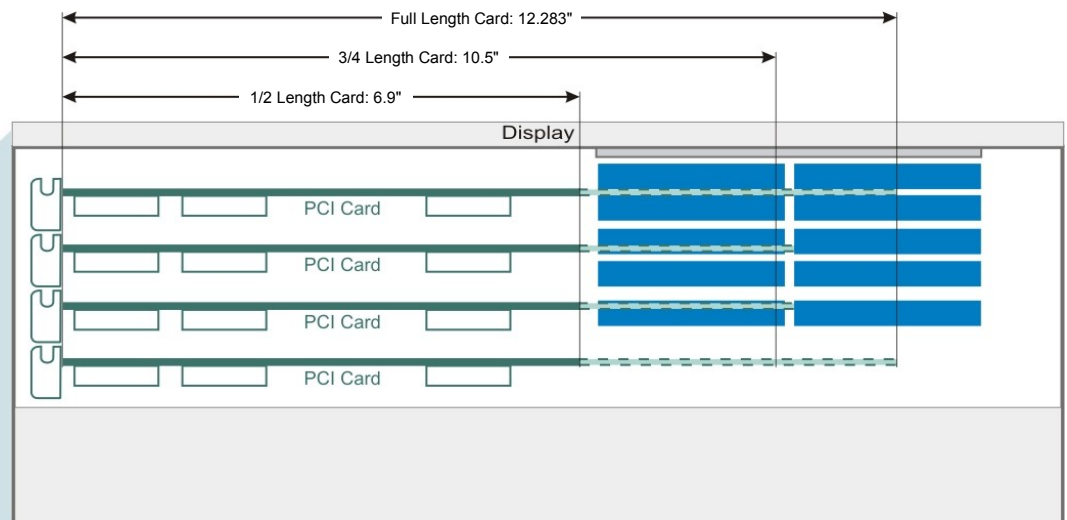 Full Length Card: 12.283"
3/4 Length Card: 10.5"
1/2 Length Card: 6.9"
Display
PCI Card
PCI Card
PCI Card
PCI Card